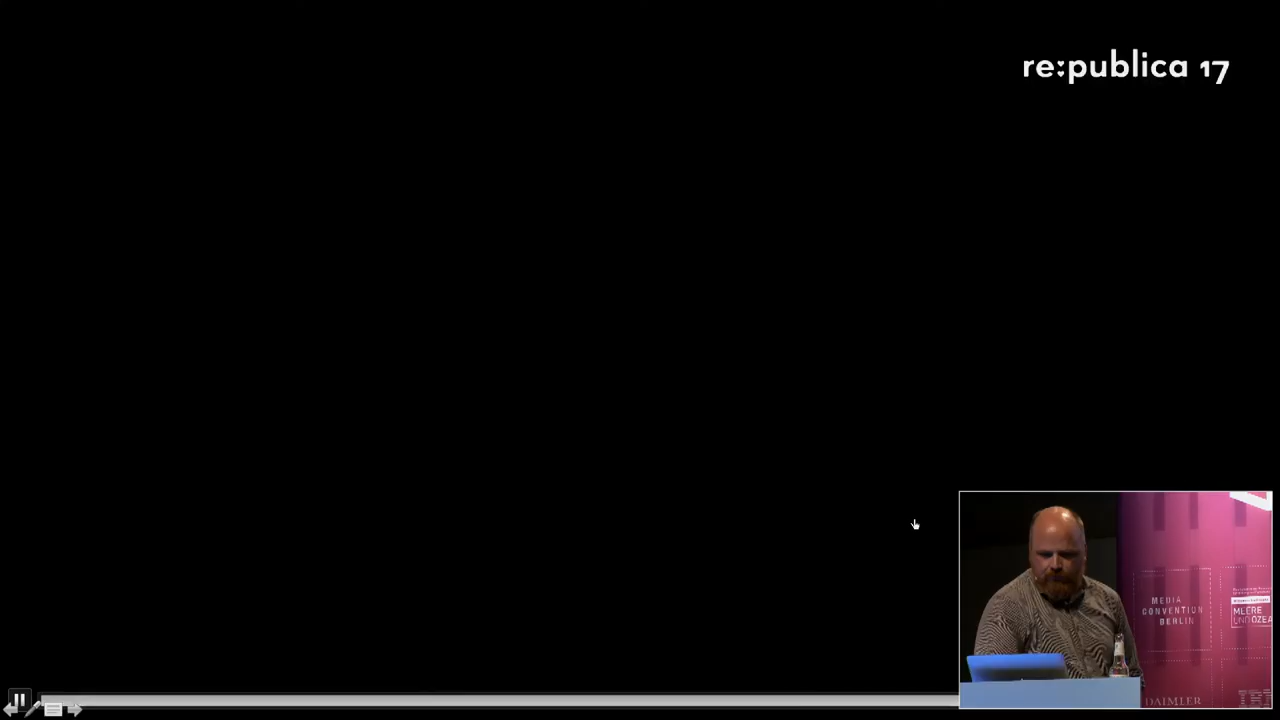 re:publica 17
MEDIA
CONVENTION
BERLIN
MEERE
UND OZEA
DAIMLER